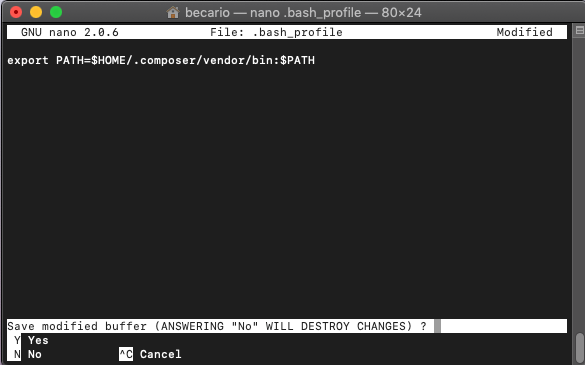 becario — nano .bash_profile — 80×24
GNU nano 2.0.6 File: .bash_profile Modified
export PATH=$HOME/.composer/vendor/bin:$PATH
Save modified buffer (ANSWERING "No" WILL DESTROY CHANGES) ?
Y Yes
N No ^C Cancel